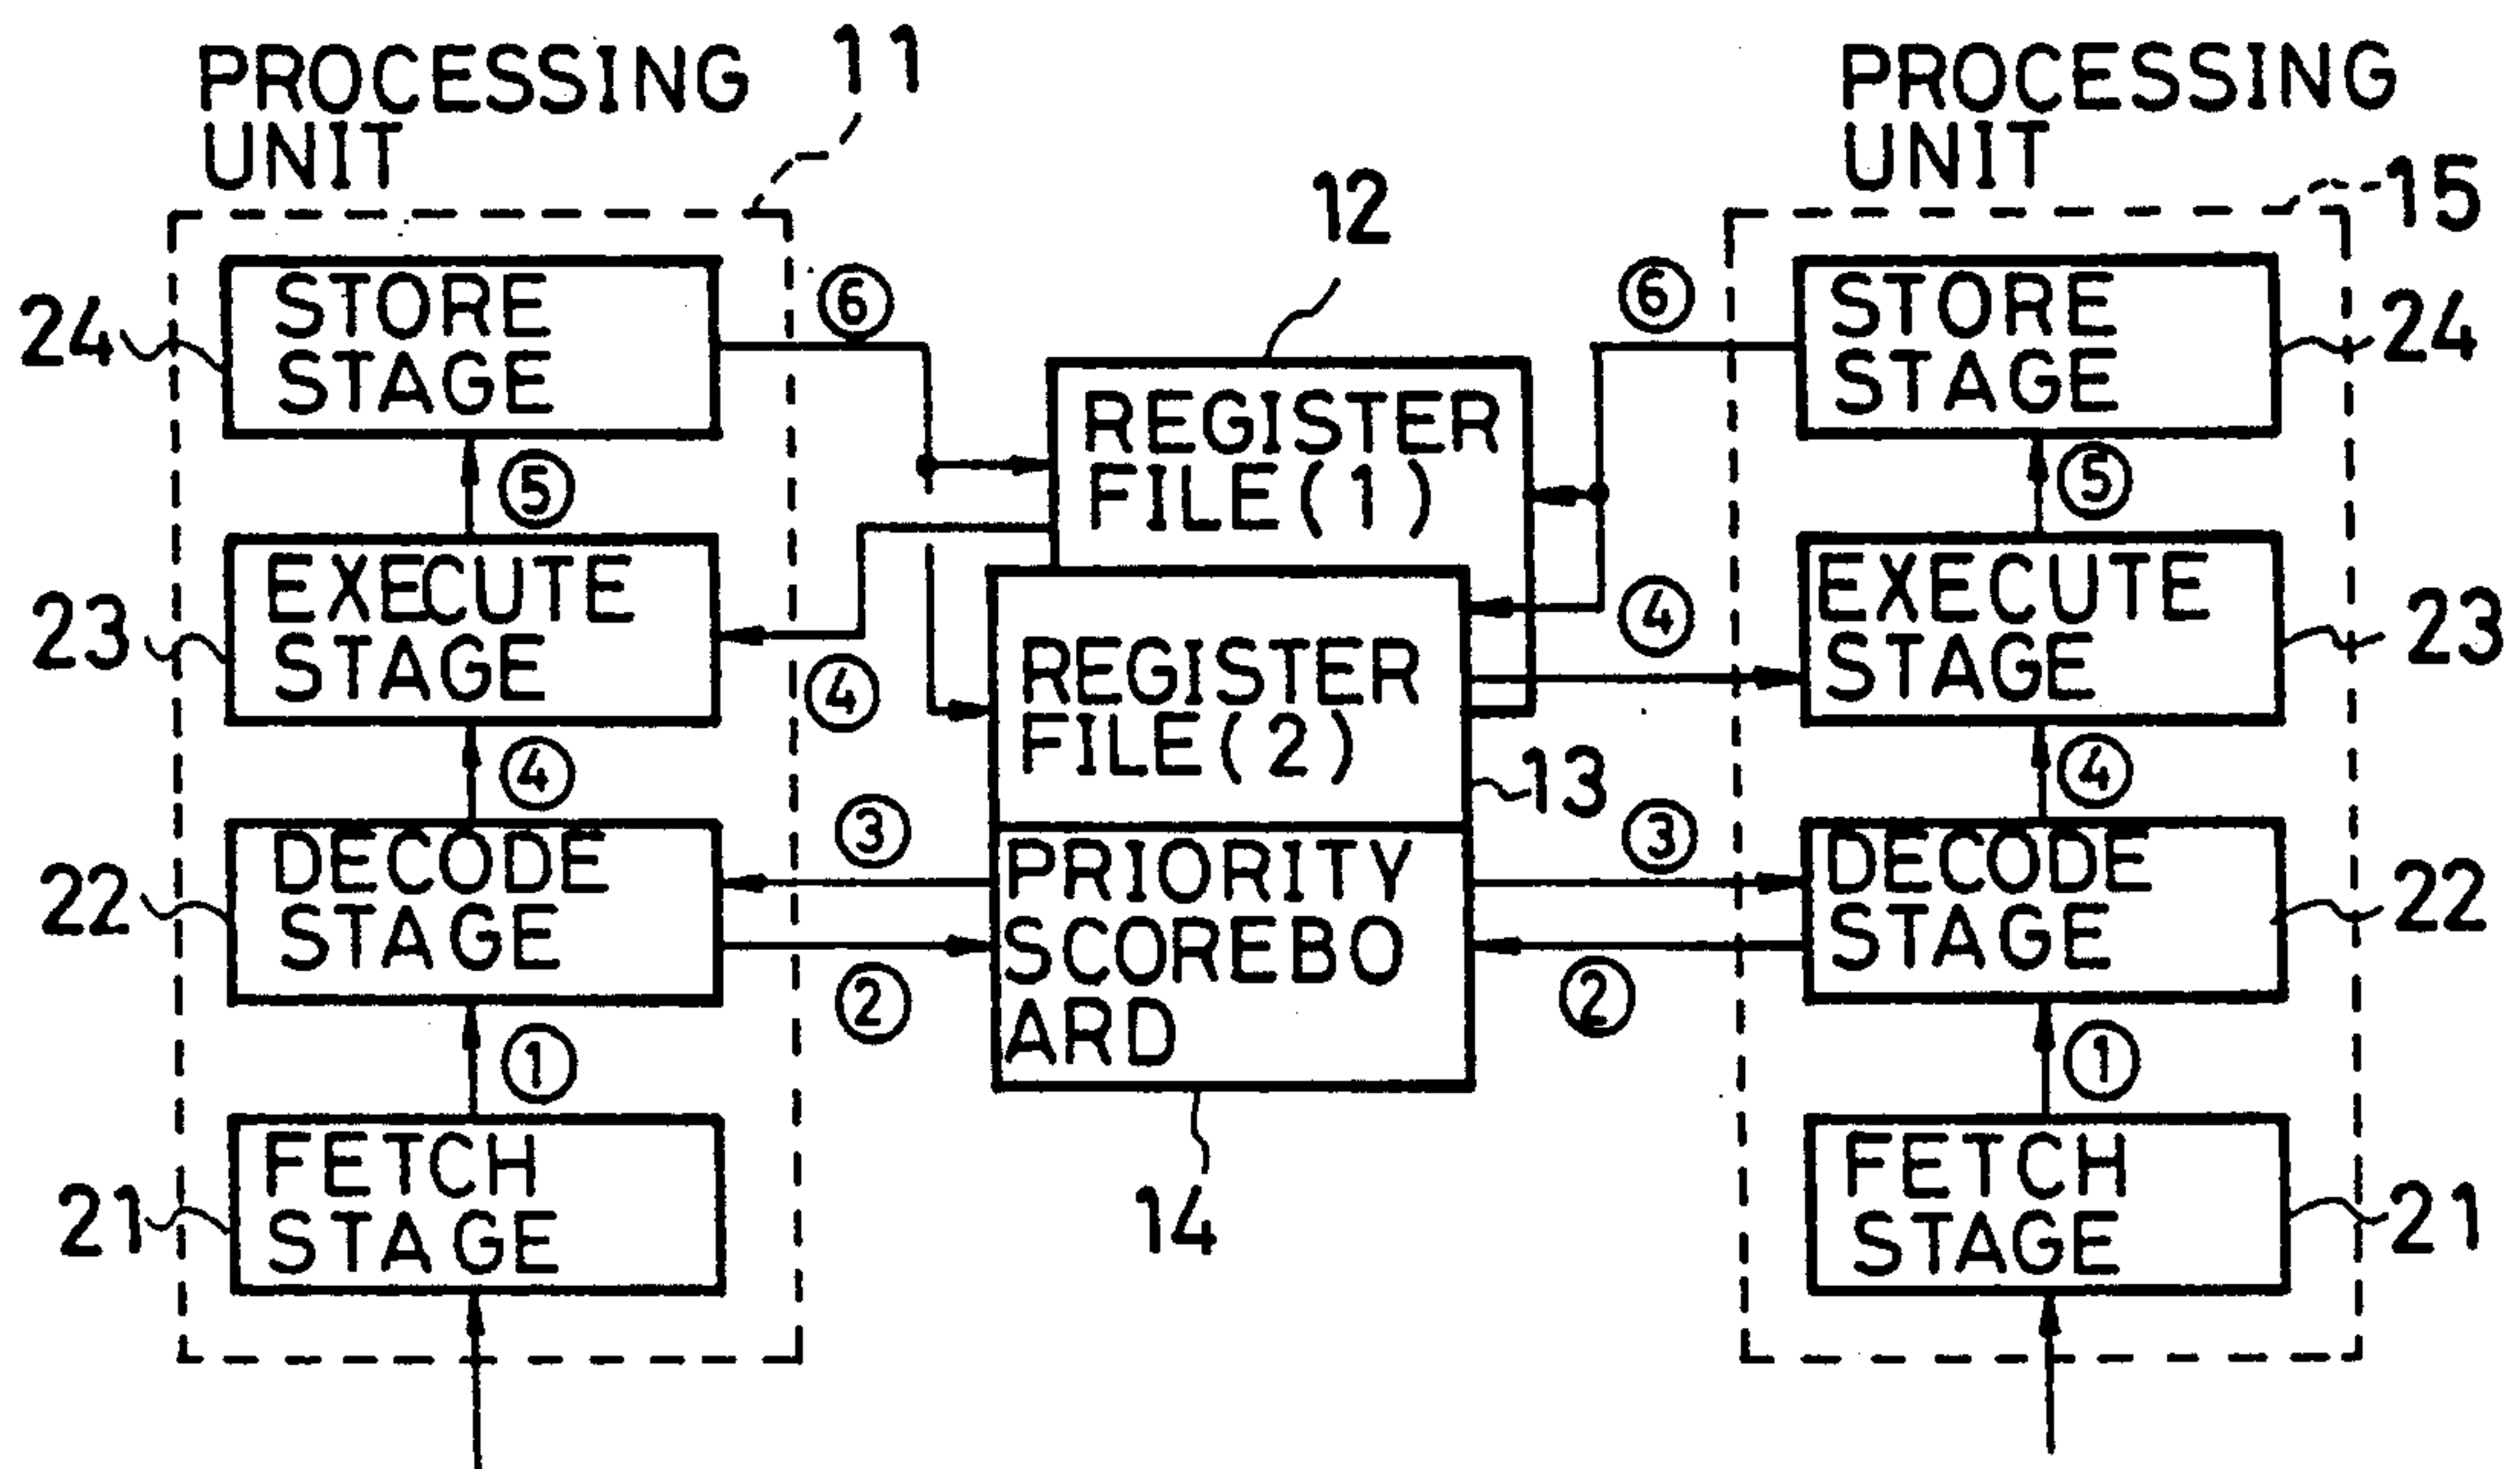 PROCESSING
UNIT
11
PROCESSING
UNIT
15
12
24
STORE
STAGE
⑥
REGISTER
FILE(1)
⑥
STORE
STAGE
24
⑤
⑤
23
EXECUTE
STAGE
④
REGISTER
FILE(2)
④
EXECUTE
STAGE
23
④
13
④
22
DECODE
STAGE
③
②
PRIORITY
SCOREBO
ARD
③
②
DECODE
STAGE
22
①
①
21
FETCH
STAGE
14
FETCH
STAGE
21